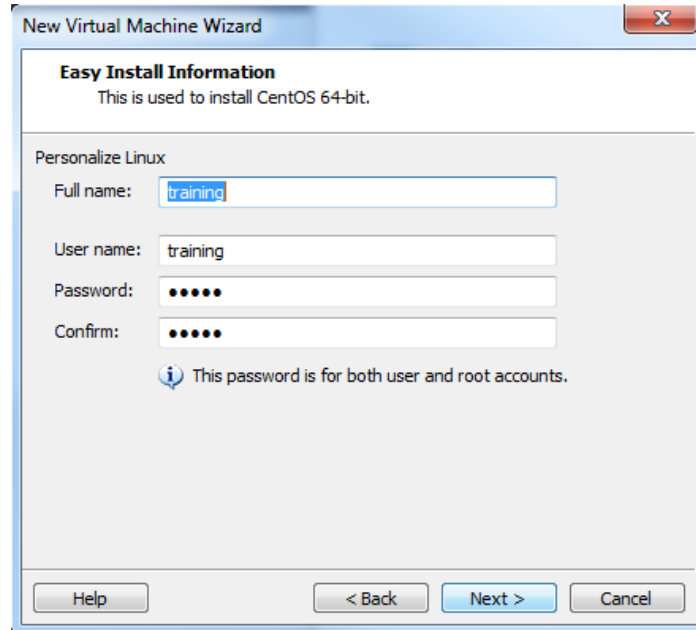 New Virtual Machine Wizard
Easy Install Information
This is used to install CentOS 64-bit.
Personalize Linux
Full name: training
User name: training
Password: •••••
Confirm: •••••
This password is for both user and root accounts.
Help < Back Next > Cancel